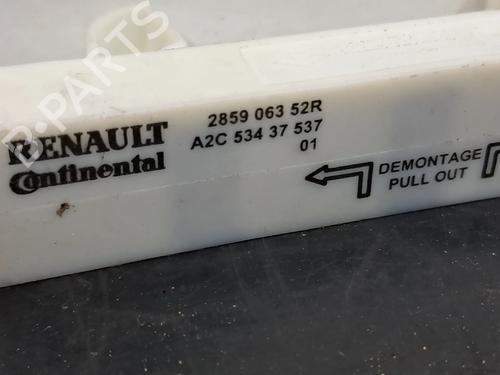 RENAULT
Continental
2859 063 52R
A2C 534 37 537
01
DEMONTAGE
PULL OUT
B-PARTS